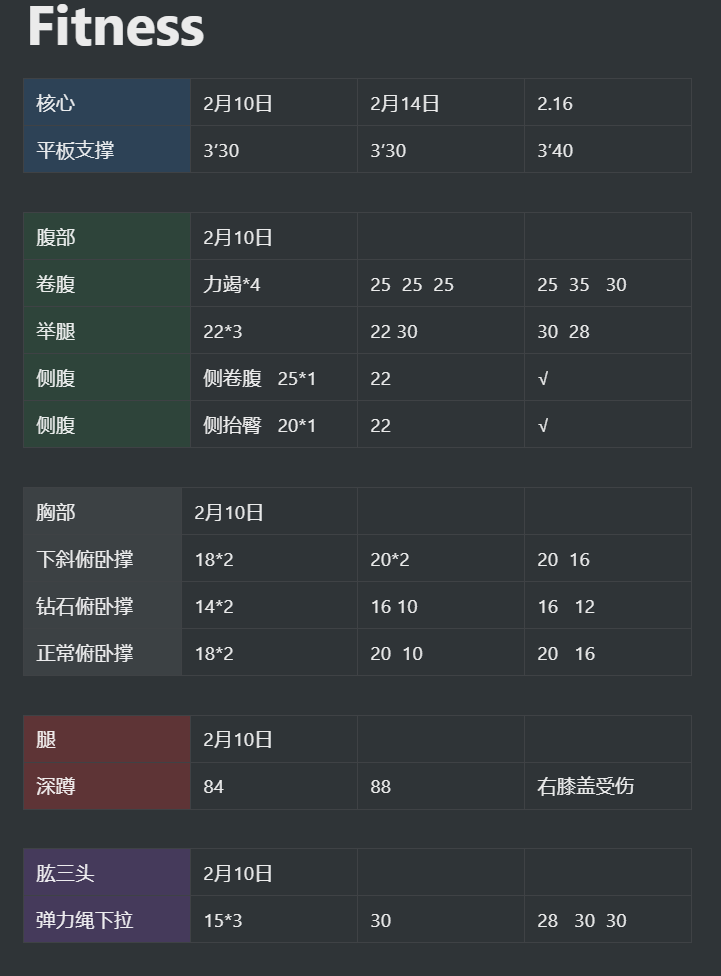 Fitness
核心 2月10日 2月14日 2.16
平板支撑 3‘30 3‘30 3‘40
腹部 2月10日
卷腹 力竭*4 25 25 25 25 35 30
举腿 22*3 22 30 30 28
侧腹 侧卷腹 25*1 22 √
侧腹 侧抬臀 20*1 22 √
胸部 2月10日
下斜俯卧撑 18*2 20*2 20 16
钻石俯卧撑 14*2 16 10 16 12
正常俯卧撑 18*2 20 10 20 16
腿 2月10日
深蹲 84 88 右膝盖受伤
肱三头 2月10日
弹力绳下拉 15*3 30 28 30 30